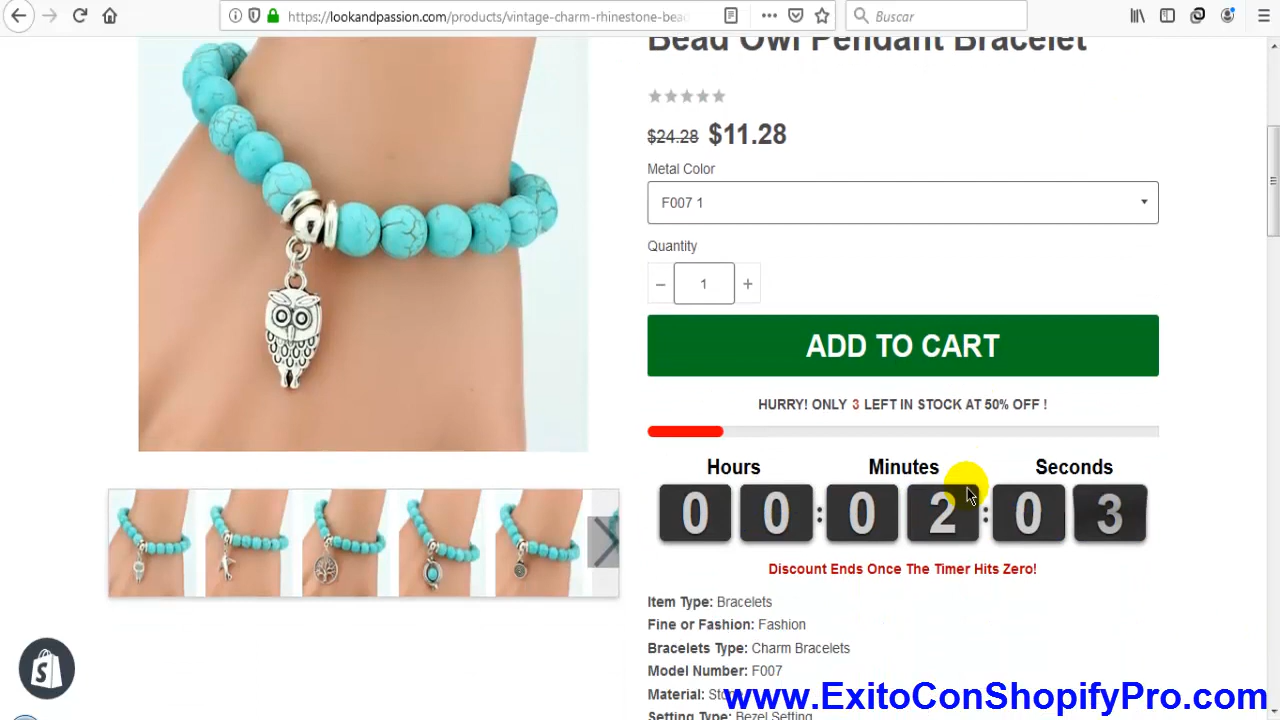 https://lookandpassion.com/products/vintage-charm-rhinestone-bead
Buscar
Bead Owl Pendant Bracelet
$24.28 $11.28
Metal Color
F007 1
Quantity
− 1 +
ADD TO CART
HURRY! ONLY 3 LEFT IN STOCK AT 50% OFF !
Hours Minutes Seconds
0 0 : 0 2 : 0 3
Discount Ends Once The Timer Hits Zero!
Item Type: Bracelets
Fine or Fashion: Fashion
Bracelets Type: Charm Bracelets
Model Number: F007
Material:
www.ExitoConShopifyPro.com
Setting Type: Bezel Setting